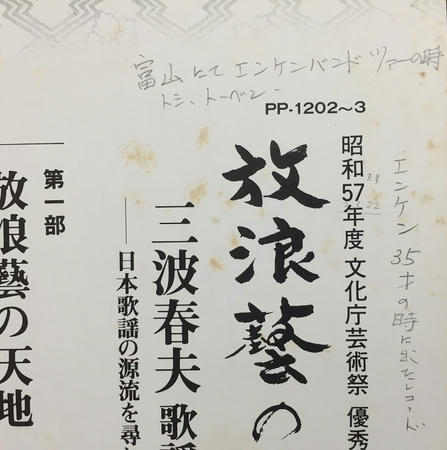 富山にてエンケンバンド ツアーの時
トシ、トーベン.
PP-1202〜3
昭和57年度 文化庁芸術祭 優秀
29
22
エンケン 35才の時に出たレコード
放浪藝の
三波春夫 歌謡
――日本歌謡の源流を尋ね
第一部
放浪藝の天地